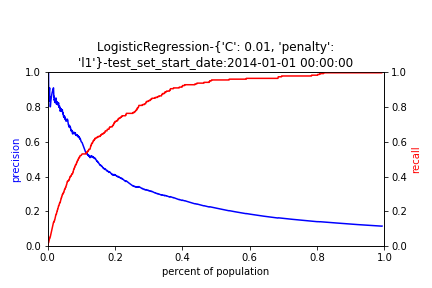 LogisticRegression-{'C': 0.01, 'penalty':
'l1'}-test_set_start_date:2014-01-01 00:00:00
1.0
0.8
0.6
0.4
0.2
0.0
precision
1.0
0.8
0.6
0.4
0.2
0.0
recall
0.0 0.2 0.4 0.6 0.8 1.0
percent of population